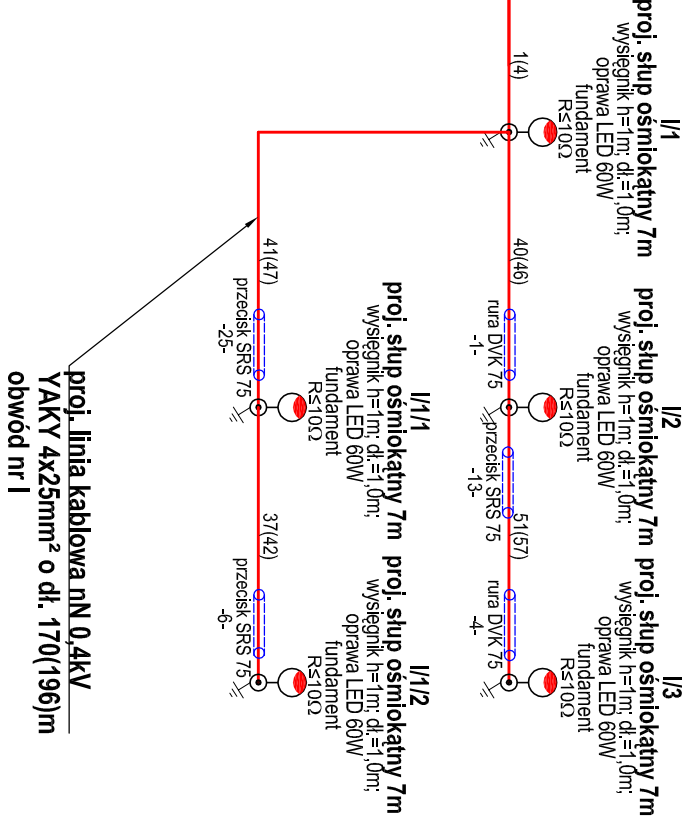 I/1
proj. słup ośmiokątny 7m
wysięgnik h=1m; dł.=1,0m;
oprawa LED 60W
fundament
R≤10Ω
1(4)
I/2
proj. słup ośmiokątny 7m
wysięgnik h=1m; dł.=1,0m;
oprawa LED 60W
fundament
R≤10Ω
40(46)
rura DVK 75
-1-
I/3
proj. słup ośmiokątny 7m
wysięgnik h=1m; dł.=1,0m;
oprawa LED 60W
fundament
R≤10Ω
przecisk SRS 75
-13-
51(57)
rura DVK 75
-4-
I/1/1
proj. słup ośmiokątny 7m
wysięgnik h=1m; dł.=1,0m;
oprawa LED 60W
fundament
R≤10Ω
41(47)
przecisk SRS 75
-25-
I/1/2
proj. słup ośmiokątny 7m
wysięgnik h=1m; dł.=1,0m;
oprawa LED 60W
fundament
R≤10Ω
37(42)
przecisk SRS 75
-6-
proj. linia kablowa nN 0,4kV
YAKY 4x25mm² o dł. 170(196)m
obwód nr I